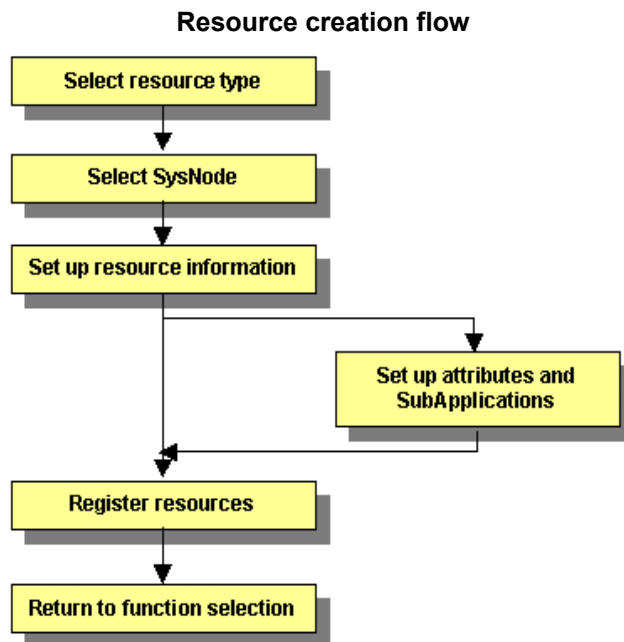 Resource creation flow
Select resource type
Select SysNode
Set up resource information
Set up attributes and
SubApplications
Register resources
Return to function selection